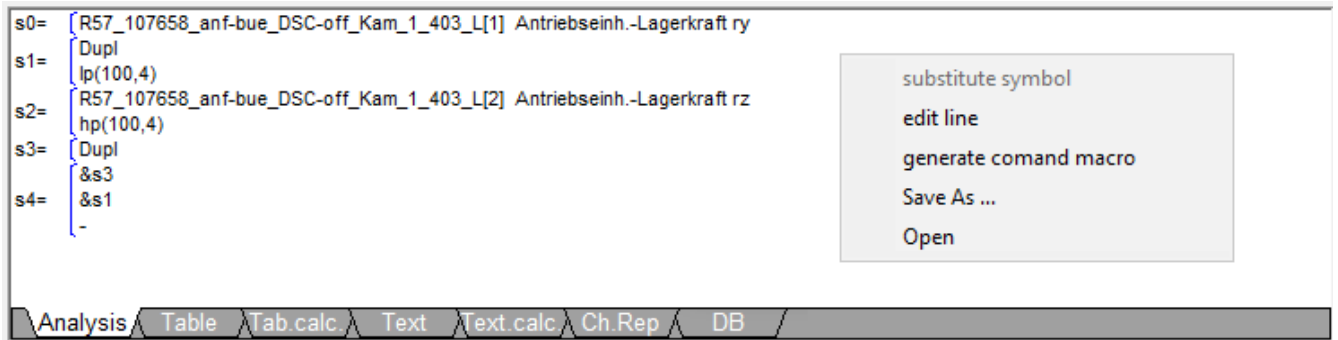 s0= R57_107658_anf-bue_DSC-off_Kam_1_403_L[1] Antriebseinh.-Lagerkraft ry
s1= Dupl
lp(100,4)
s2= R57_107658_anf-bue_DSC-off_Kam_1_403_L[2] Antriebseinh.-Lagerkraft rz
hp(100,4)
s3= Dupl
s4= &s3
&s1
-
substitute symbol
edit line
generate comand macro
Save As ...
Open
Analysis Table Tab.calc. Text Text.calc. Ch.Rep DB